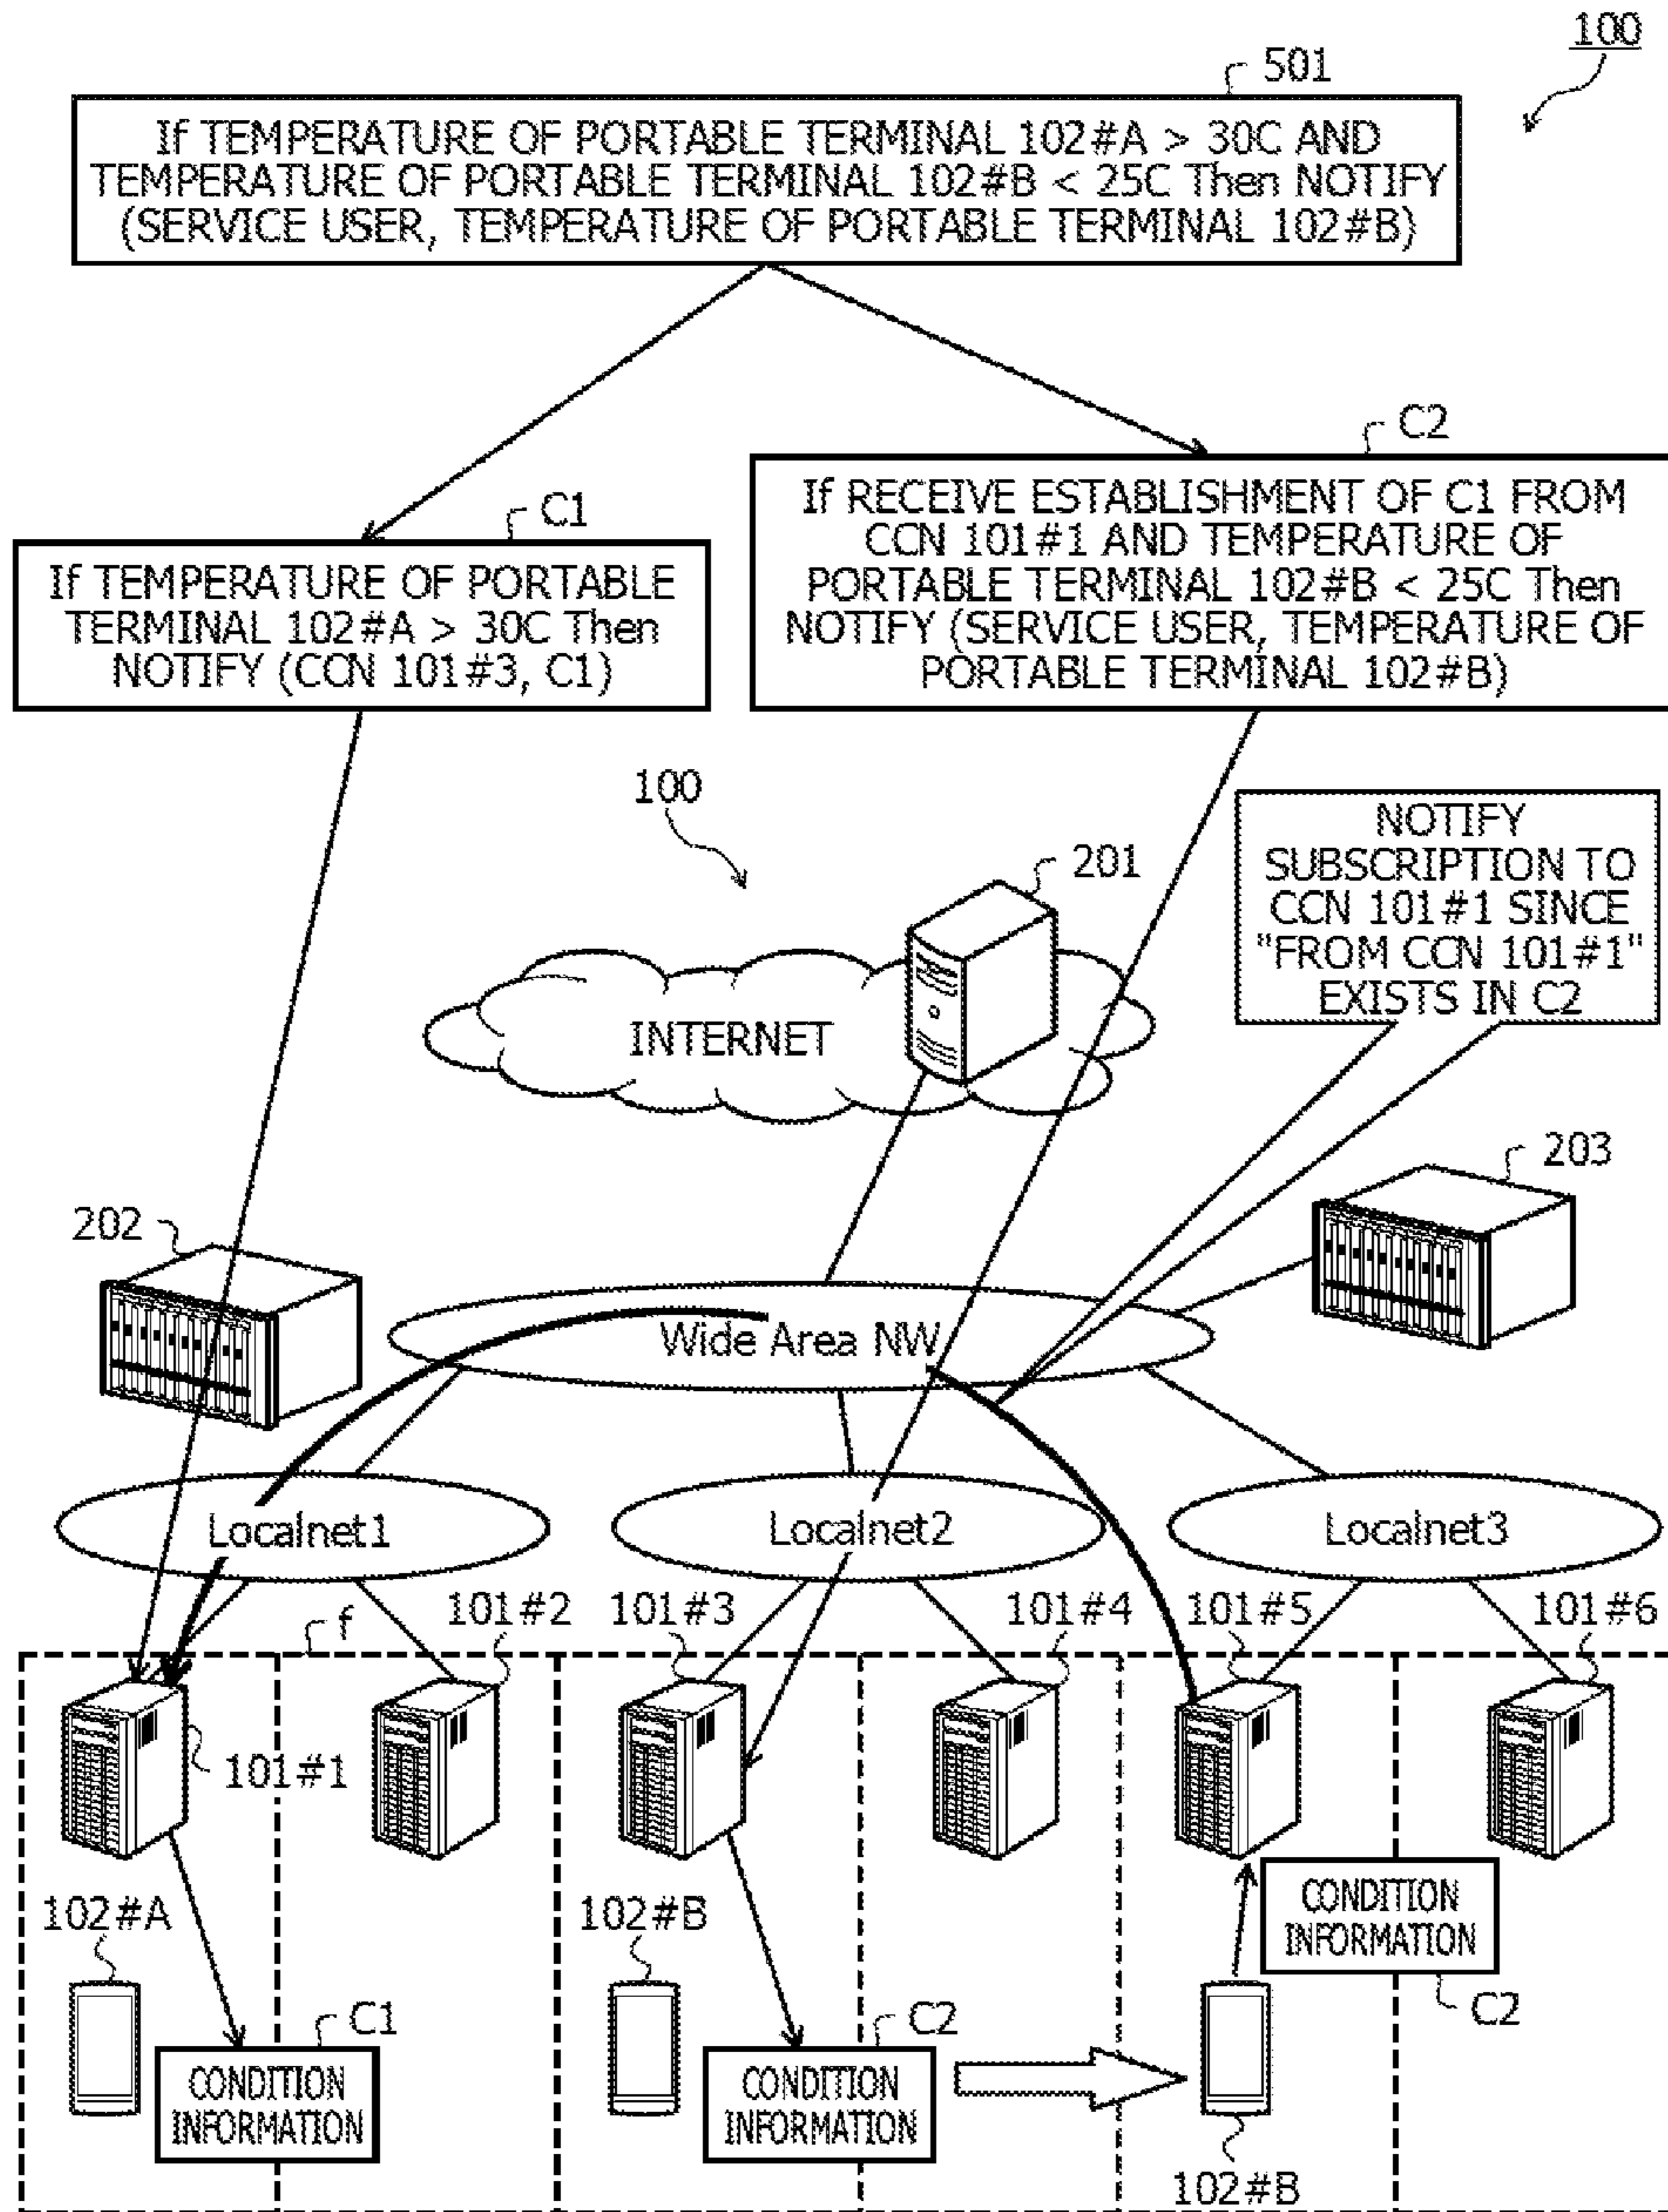 100
501
If TEMPERATURE OF PORTABLE TERMINAL 102#A > 30C AND
TEMPERATURE OF PORTABLE TERMINAL 102#B < 25C Then NOTIFY
(SERVICE USER, TEMPERATURE OF PORTABLE TERMINAL 102#B)
C2
If RECEIVE ESTABLISHMENT OF C1 FROM
CCN 101#1 AND TEMPERATURE OF
PORTABLE TERMINAL 102#B < 25C Then
NOTIFY (SERVICE USER, TEMPERATURE OF
PORTABLE TERMINAL 102#B)
C1
If TEMPERATURE OF PORTABLE
TERMINAL 102#A > 30C Then
NOTIFY (CCN 101#3, C1)
100
201
NOTIFY
SUBSCRIPTION TO
CCN 101#1 SINCE
"FROM CCN 101#1"
EXISTS IN C2
INTERNET
203
202
Wide Area NW
Localnet1
Localnet2
Localnet3
f
101#2
101#3
101#4
101#5
101#6
101#1
102#A
102#B
CONDITION
INFORMATION
C2
C1
CONDITION
INFORMATION
C2
CONDITION
INFORMATION
102#B